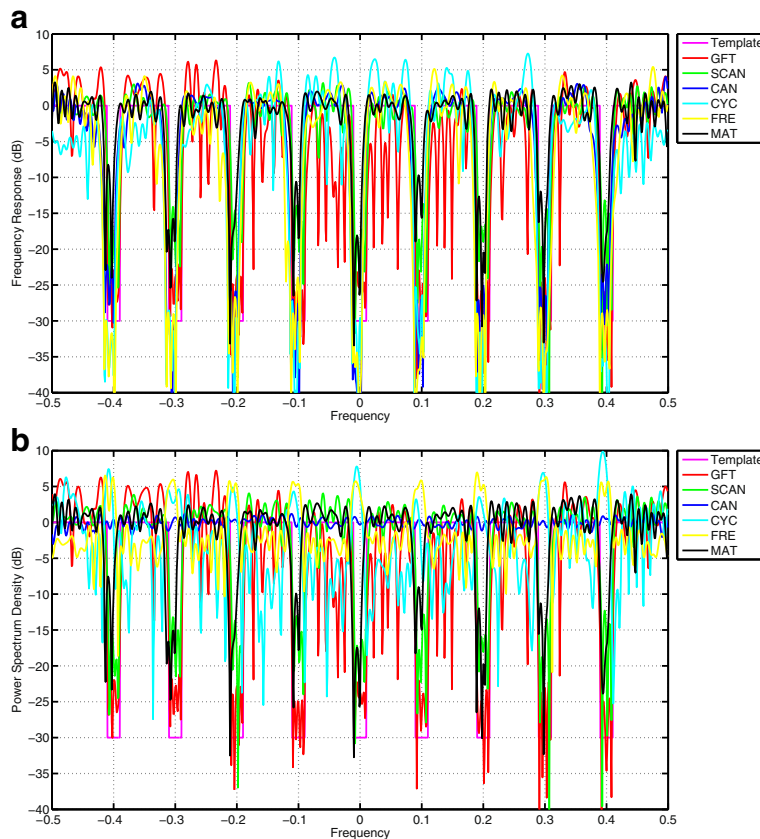 a
10
5
0
−5
−10
−15
−20
−25
−30
−35
−40
Frequency Response (dB)
−0.5 −0.4 −0.3 −0.2 −0.1 0 0.1 0.2 0.3 0.4 0.5
Frequency
Template
GFT
SCAN
CAN
CYC
FRE
MAT
b
10
5
0
−5
−10
−15
−20
−25
−30
−35
−40
Power Spectrum Density (dB)
−0.5 −0.4 −0.3 −0.2 −0.1 0 0.1 0.2 0.3 0.4 0.5
Frequency
Template
GFT
SCAN
CAN
CYC
FRE
MAT